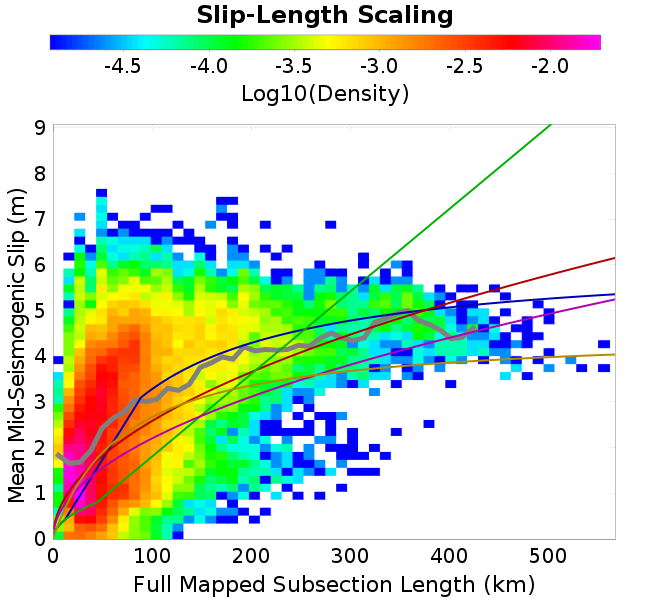 Slip-Length Scaling
-4.5 -4.0 -3.5 -3.0 -2.5 -2.0
Log10(Density)
9
8
7
6
5
4
3
2
1
0
Mean Mid-Seismogenic Slip (m)
0 100 200 300 400 500
Full Mapped Subsection Length (km)